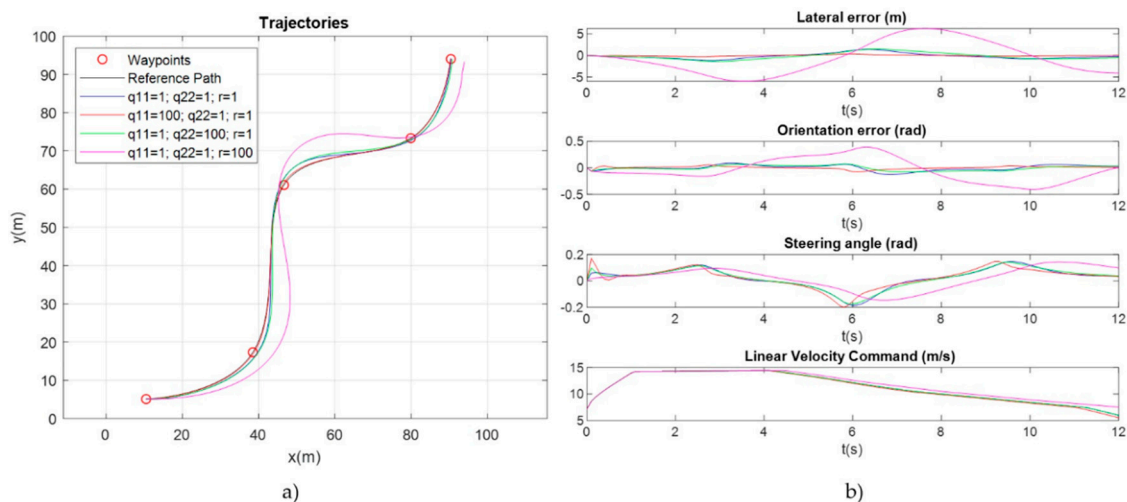 Trajectories
100
90
80
70
60
50
40
30
20
10
0
y(m)
Waypoints
Reference Path
q11=1; q22=1; r=1
q11=100; q22=1; r=1
q11=1; q22=100; r=1
q11=1; q22=1; r=100
0 20 40 60 80 100
x(m)
a)
Lateral error (m)
5
0
-5
0 2 4 6 8 10 12
t(s)
Orientation error (rad)
0.5
0
-0.5
0 2 4 6 8 10 12
t(s)
Steering angle (rad)
0.2
0
-0.2
0 2 4 6 8 10 12
t(s)
Linear Velocity Command (m/s)
15
10
5
0 2 4 6 8 10 12
t(s)
b)